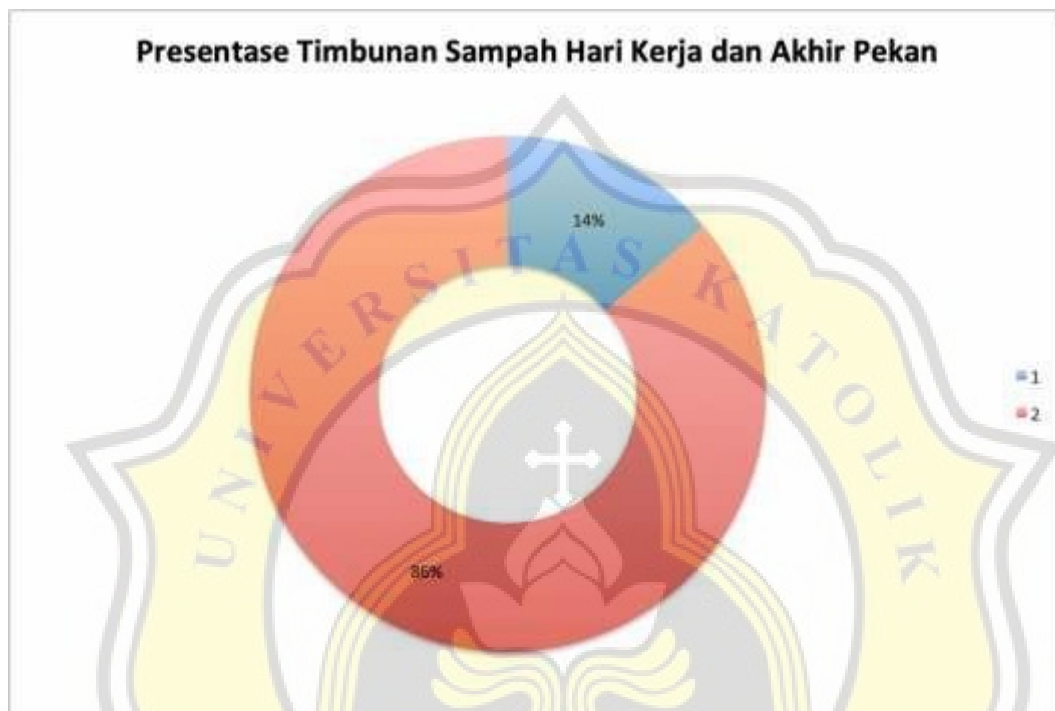 Presentase Timbunan Sampah Hari Kerja dan Akhir Pekan
14%
UNIVERSITAS KATOLIK
1
2
86%